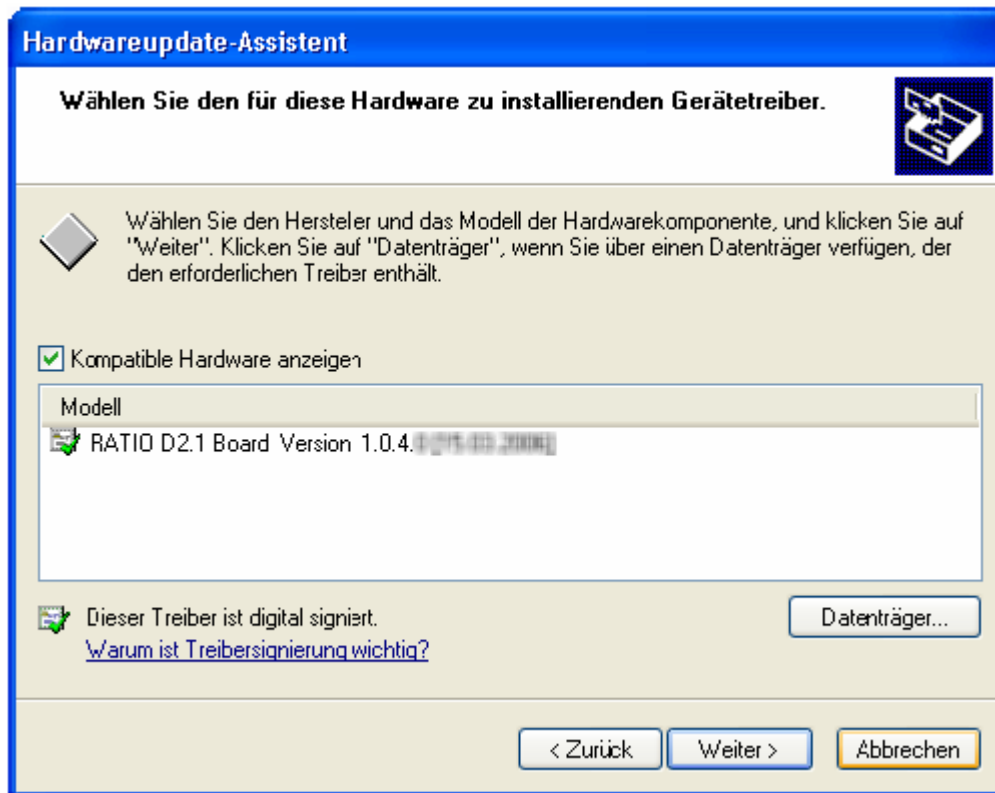 Hardwareupdate-Assistent
Wählen Sie den für diese Hardware zu installierenden Gerätetreiber.
Wählen Sie den Hersteler und das Modell der Hardwarekomponente, und klicken Sie auf
"Weiter". Klicken Sie auf "Datenträger", wenn Sie über einen Datenträger verfügen, der
den erforderlichen Treiber enthält.
Kompatible Hardware anzeigen
Modell
RATIO D2.1 Board Version 1.0.4.
Dieser Treiber ist digital signiert.
Datenträger...
Warum ist Treibersignierung wichtig?
< Zurück
Weiter >
Abbrechen